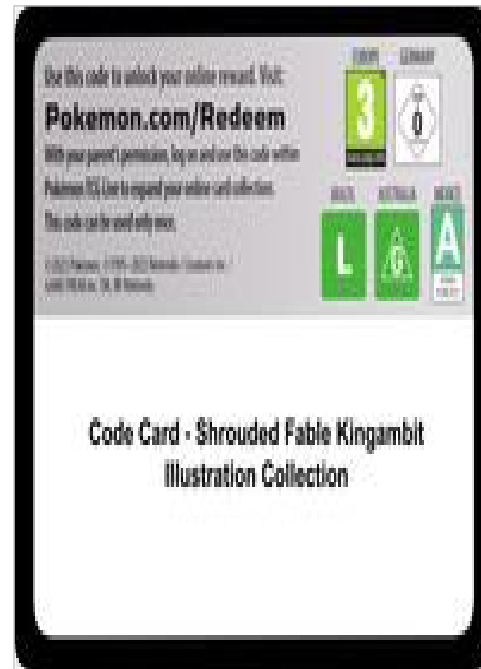 Use this code to unlock your online reward. Visit:
Pokemon.com/Redeem
With your parent's permission, log on and use this code within
Pokémon TCG Live to expand your online card collection.
This code can be used only once.
EUROPE GERMANY
3
0
BRAZIL AUSTRALIA MEXICO
L
G
A
Code Card - Shrouded Fable Kingambit
Illustration Collection